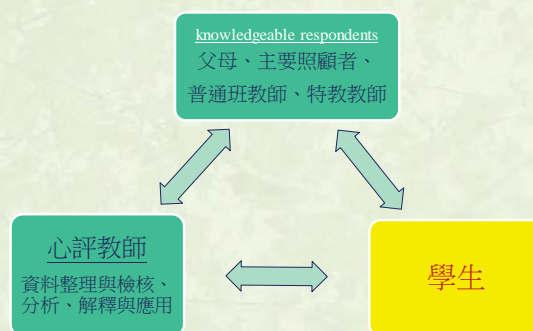 knowledgeable respondents
父母、主要照顧者、
普通班教師、特教教師
心評教師
資料整理與檢核、
分析、解釋與應用
學生